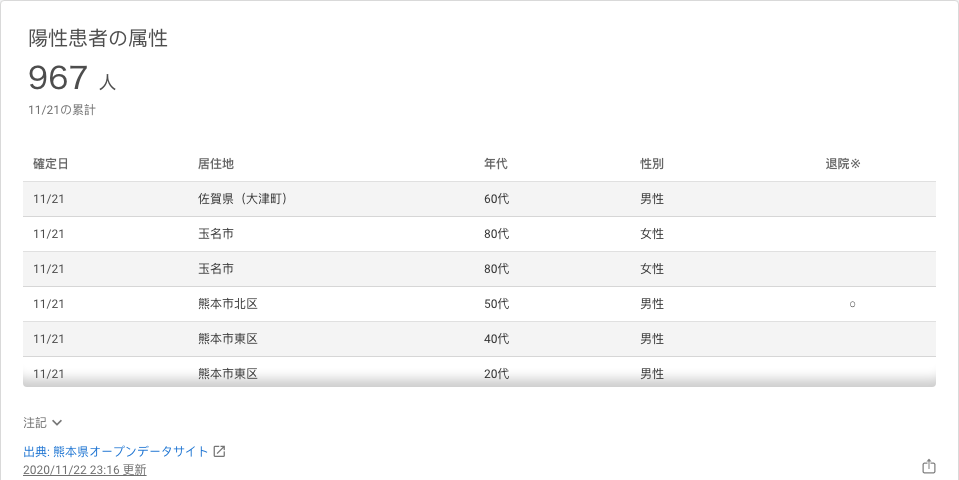 陽性患者の属性
967 人
11/21の累計
確定日 居住地 年代 性別 退院※
11/21 佐賀県（大津町） 60代 男性
11/21 玉名市 80代 女性
11/21 玉名市 80代 女性
11/21 熊本市北区 50代 男性 ○
11/21 熊本市東区 40代 男性
11/21 熊本市東区 20代 男性
注記
出典: 熊本県オープンデータサイト
2020/11/22 23:16 更新